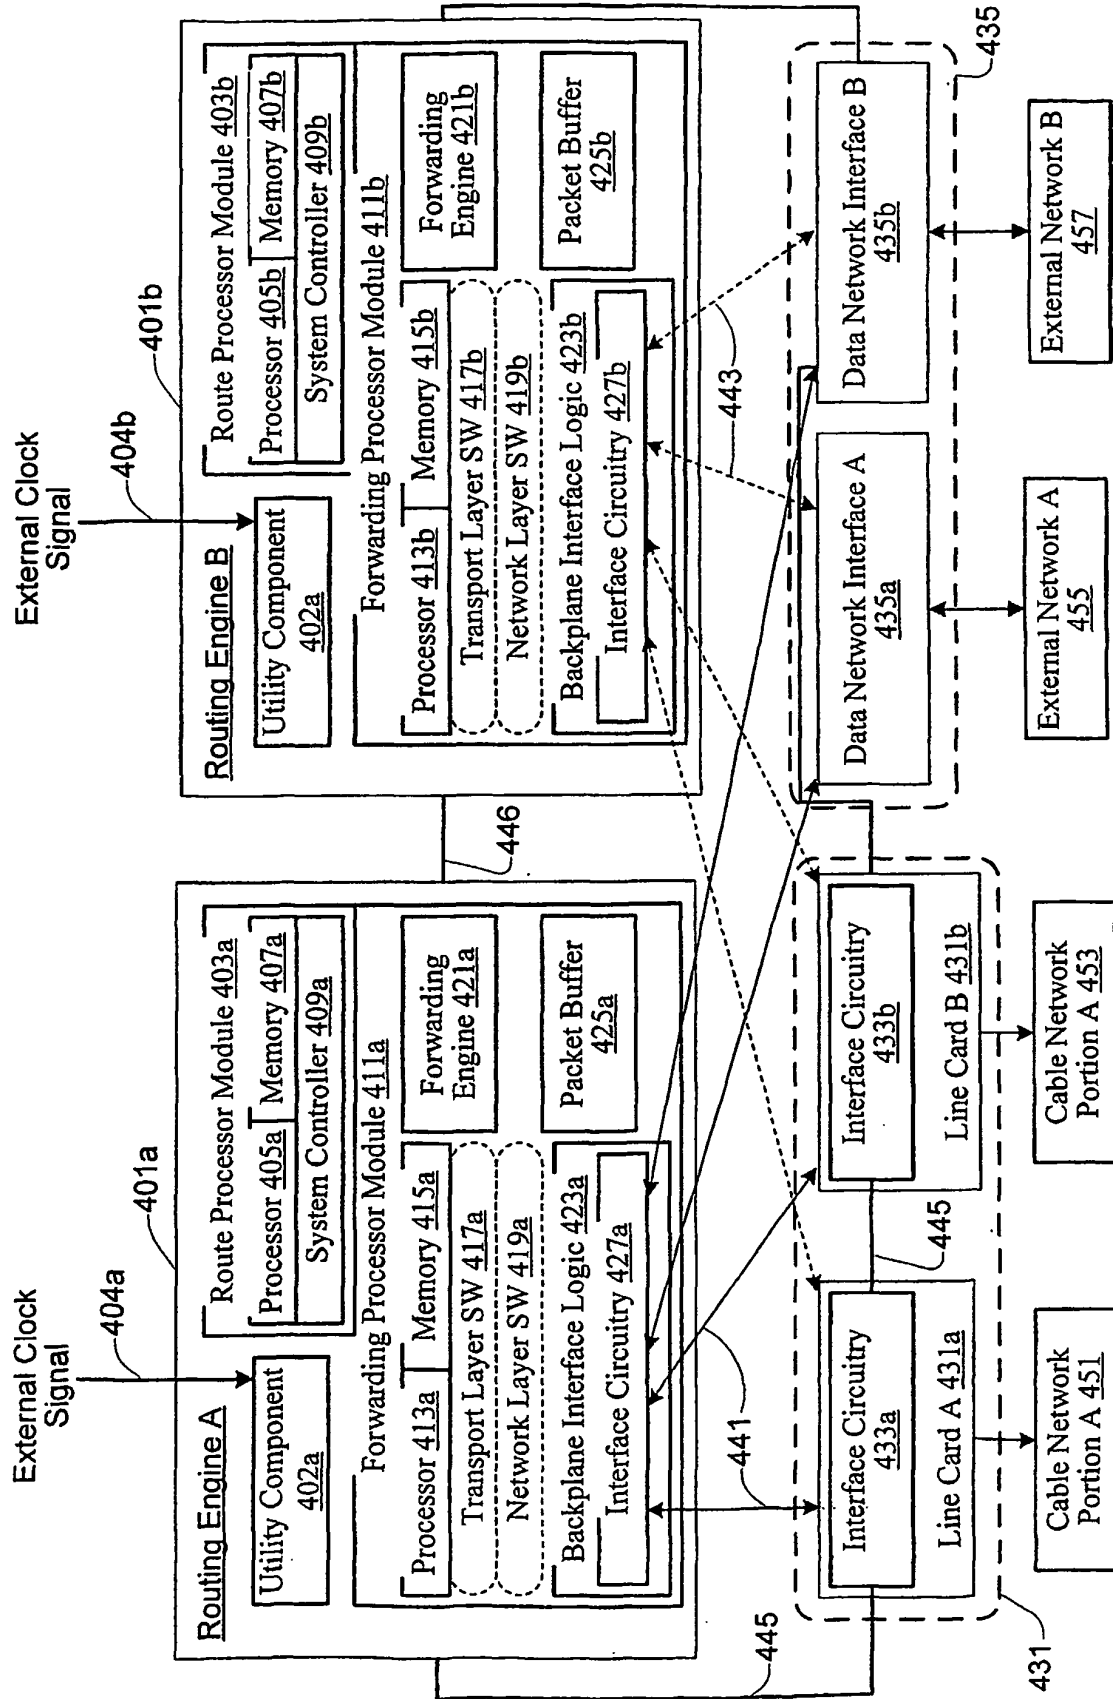 External Clock
Signal
404a
401a
Routing Engine A
Utility Component
402a
Route Processor Module 403a
Processor 405a
Memory 407a
System Controller 409a
Forwarding Processor Module 411a
Processor 413a
Memory 415a
Transport Layer SW 417a
Network Layer SW 419a
Forwarding
Engine 421a
Backplane Interface Logic 423a
Interface Circuitry 427a
Packet Buffer
425a
446
External Clock
Signal
404b
401b
Routing Engine B
Utility Component
402a
Route Processor Module 403b
Processor 405b
Memory 407b
System Controller 409b
Forwarding Processor Module 411b
Processor 413b
Memory 415b
Transport Layer SW 417b
Network Layer SW 419b
Forwarding
Engine 421b
Backplane Interface Logic 423b
Interface Circuitry 427b
Packet Buffer
425b
441
443
445
431
Interface Circuitry
433a
Line Card A 431a
445
Interface Circuitry
433b
Line Card B 431b
Data Network Interface A
435a
Data Network Interface B
435b
435
Cable Network
Portion A 451
Cable Network
Portion A 453
External Network A
455
External Network B
457